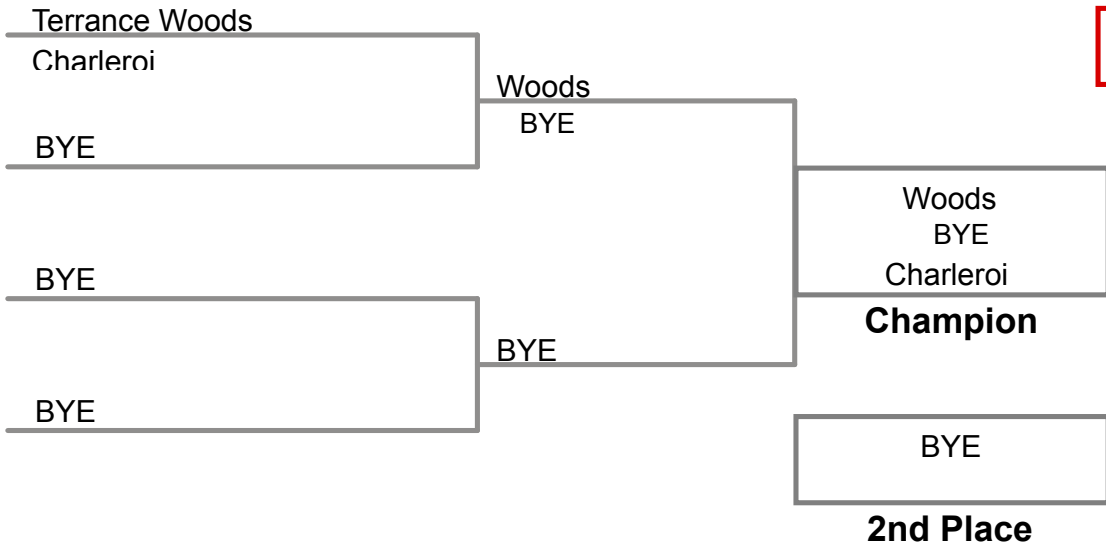 Terrance Woods
Charleroi
BYE
BYE
BYE
Woods
BYE
BYE
Woods
BYE
Charleroi
Champion
BYE
2nd Place